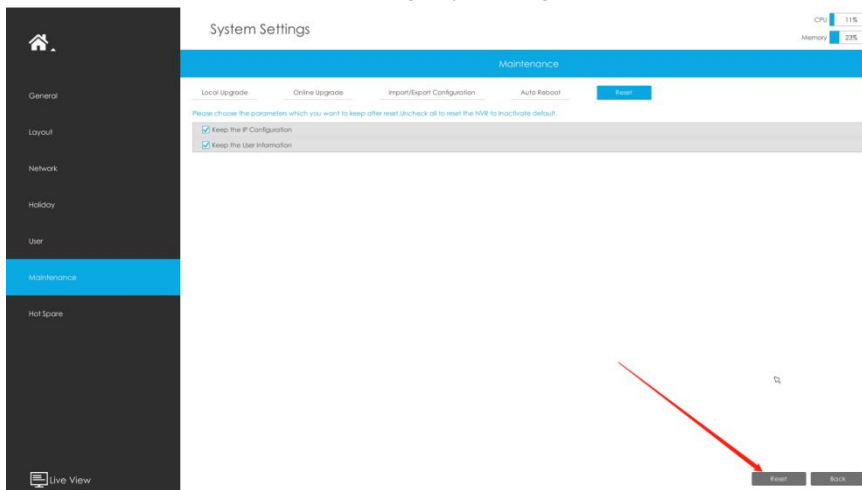 System Settings
CPU 11%
Memory 23%
Maintenance
General
Layout
Network
Holiday
User
Maintenance
Hot Spare
Live View
Local Upgrade Online Upgrade Import/Export Configuration Auto Reboot Reset
Please choose the parameters which you want to keep after reset.Uncheck all to reset the NVR to inactivate default.
Keep the IP Configuration
Keep the User Information
Reset Back